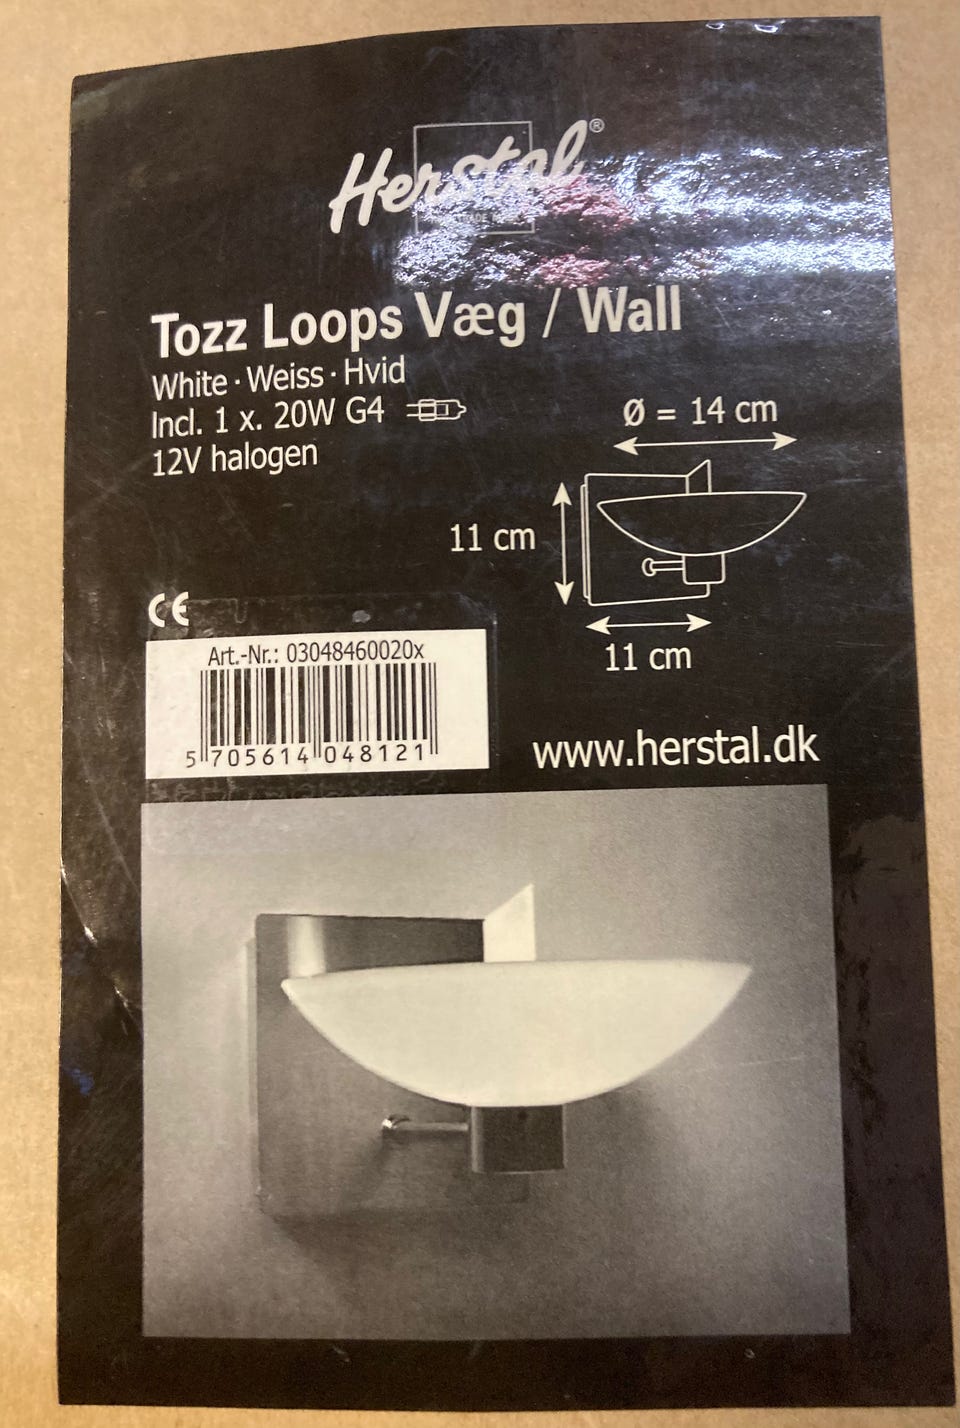 Herstal®
Tozz Loops Væg / Wall
White · Weiss · Hvid
Incl. 1 x. 20W G4
12V halogen
Ø = 14 cm
11 cm
11 cm
CE
Art.-Nr.: 03048460020x
5 705614 048121
www.herstal.dk